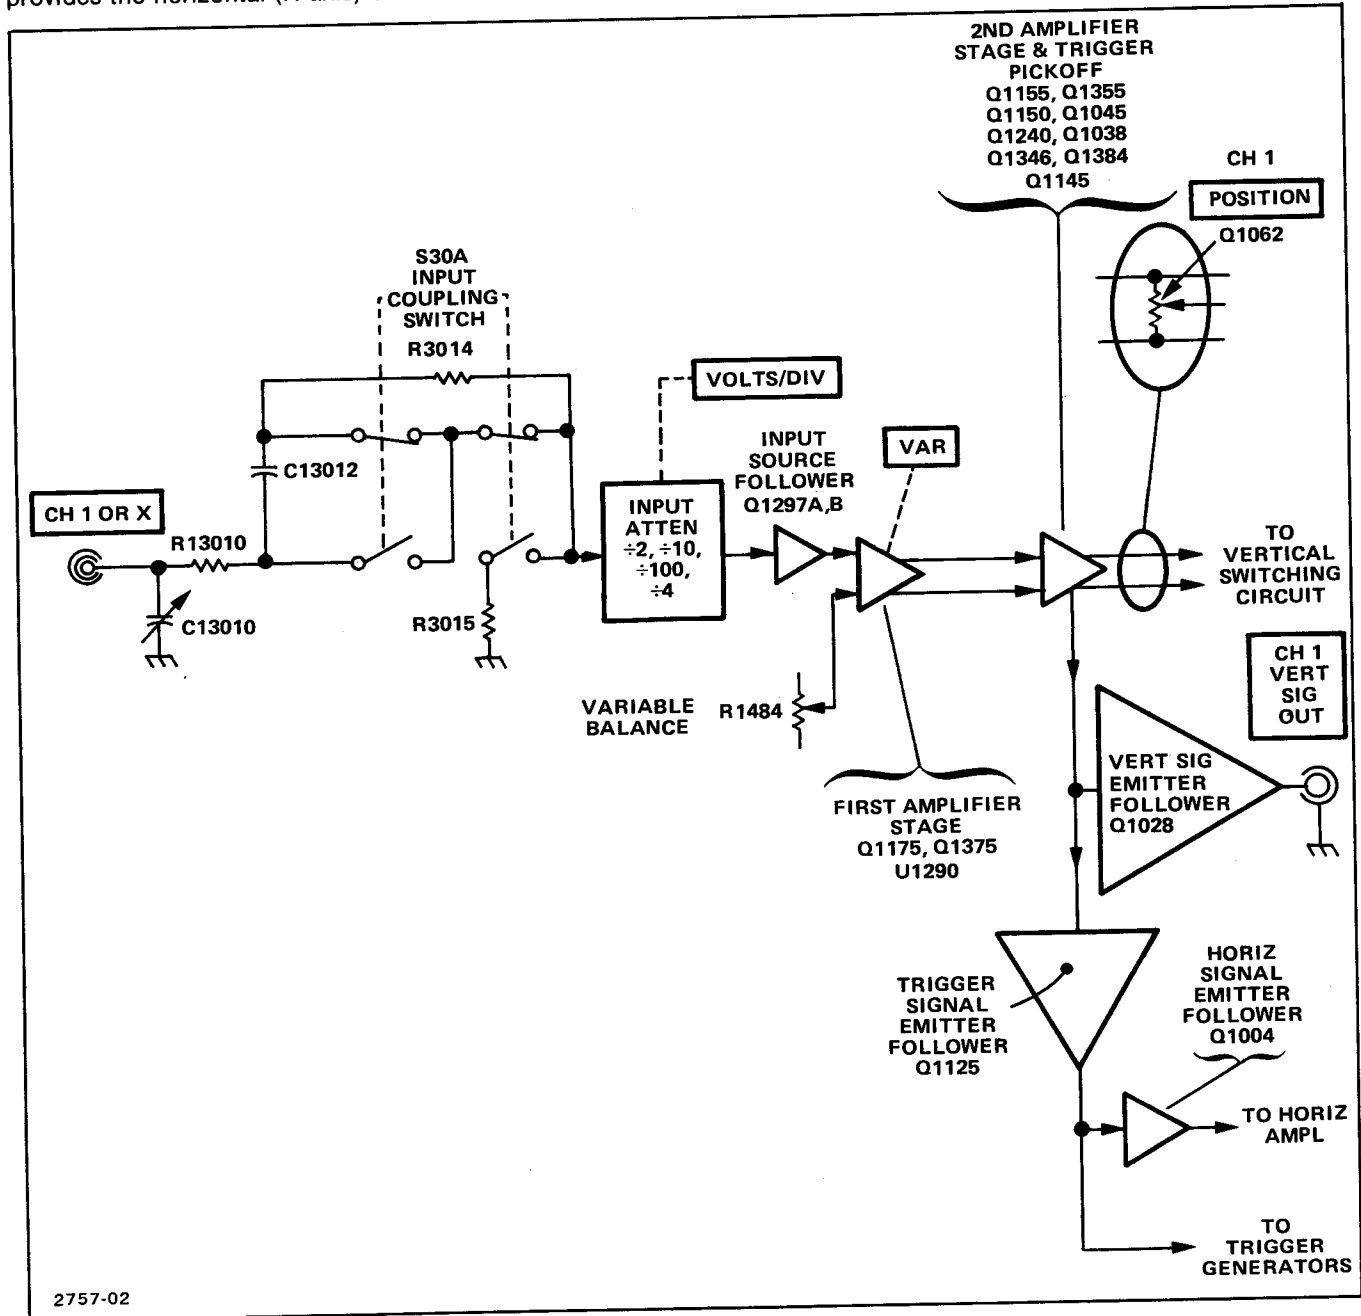 provides the horizontal
2ND AMPLIFIER
STAGE & TRIGGER
PICKOFF
Q1155, Q1355
Q1150, Q1045
Q1240, Q1038
Q1346, Q1384
Q1145
CH 1
POSITION
Q1062
S30A
INPUT
COUPLING
SWITCH
R3014
VOLTS/DIV
INPUT
SOURCE
FOLLOWER
Q1297A,B
VAR
C13012
CH 1 OR X
R13010
C13010
R3015
INPUT
ATTEN
÷2, ÷10,
÷100,
÷4
TO
VERTICAL
SWITCHING
CIRCUIT
VARIABLE
BALANCE
R1484
CH 1
VERT
SIG
OUT
VERT SIG
EMITTER
FOLLOWER
Q1028
FIRST AMPLIFIER
STAGE
Q1175, Q1375
U1290
TRIGGER
SIGNAL
EMITTER
FOLLOWER
Q1125
HORIZ
SIGNAL
EMITTER
FOLLOWER
Q1004
TO HORIZ
AMPL
TO
TRIGGER
GENERATORS
2757-02